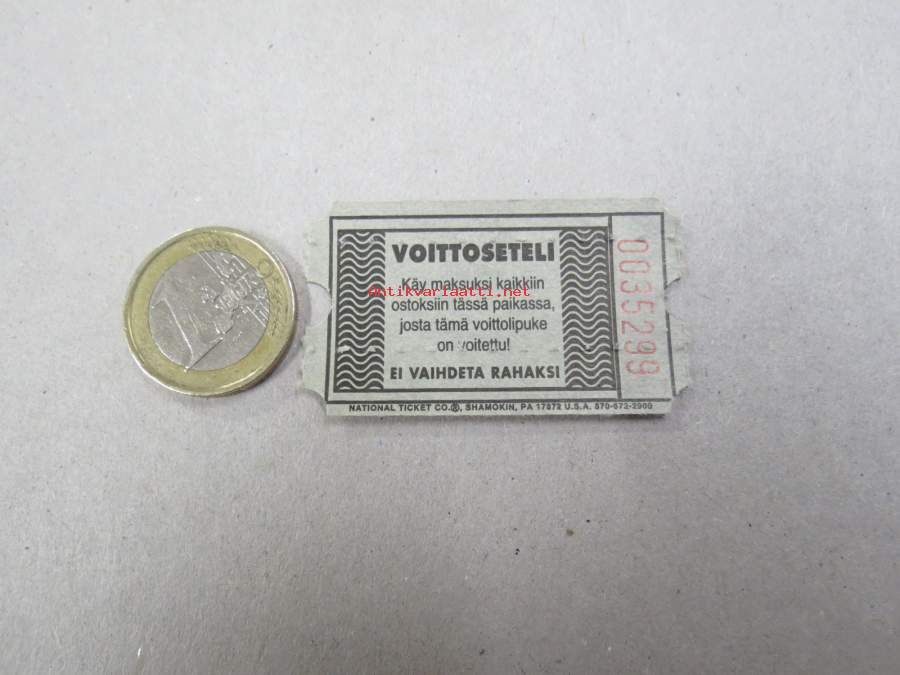 VOITTOSETELI
Käy maksuksi kaikkiin
antikvariaatti.net
ostoksiin tässä paikassa,
josta tämä voittolipuke
on voitettu!
EI VAIHDETA RAHAKSI
NATIONAL TICKET CO.®, SHAMOKIN, PA 17872 U.S.A. 570-672-2900
0035299
1